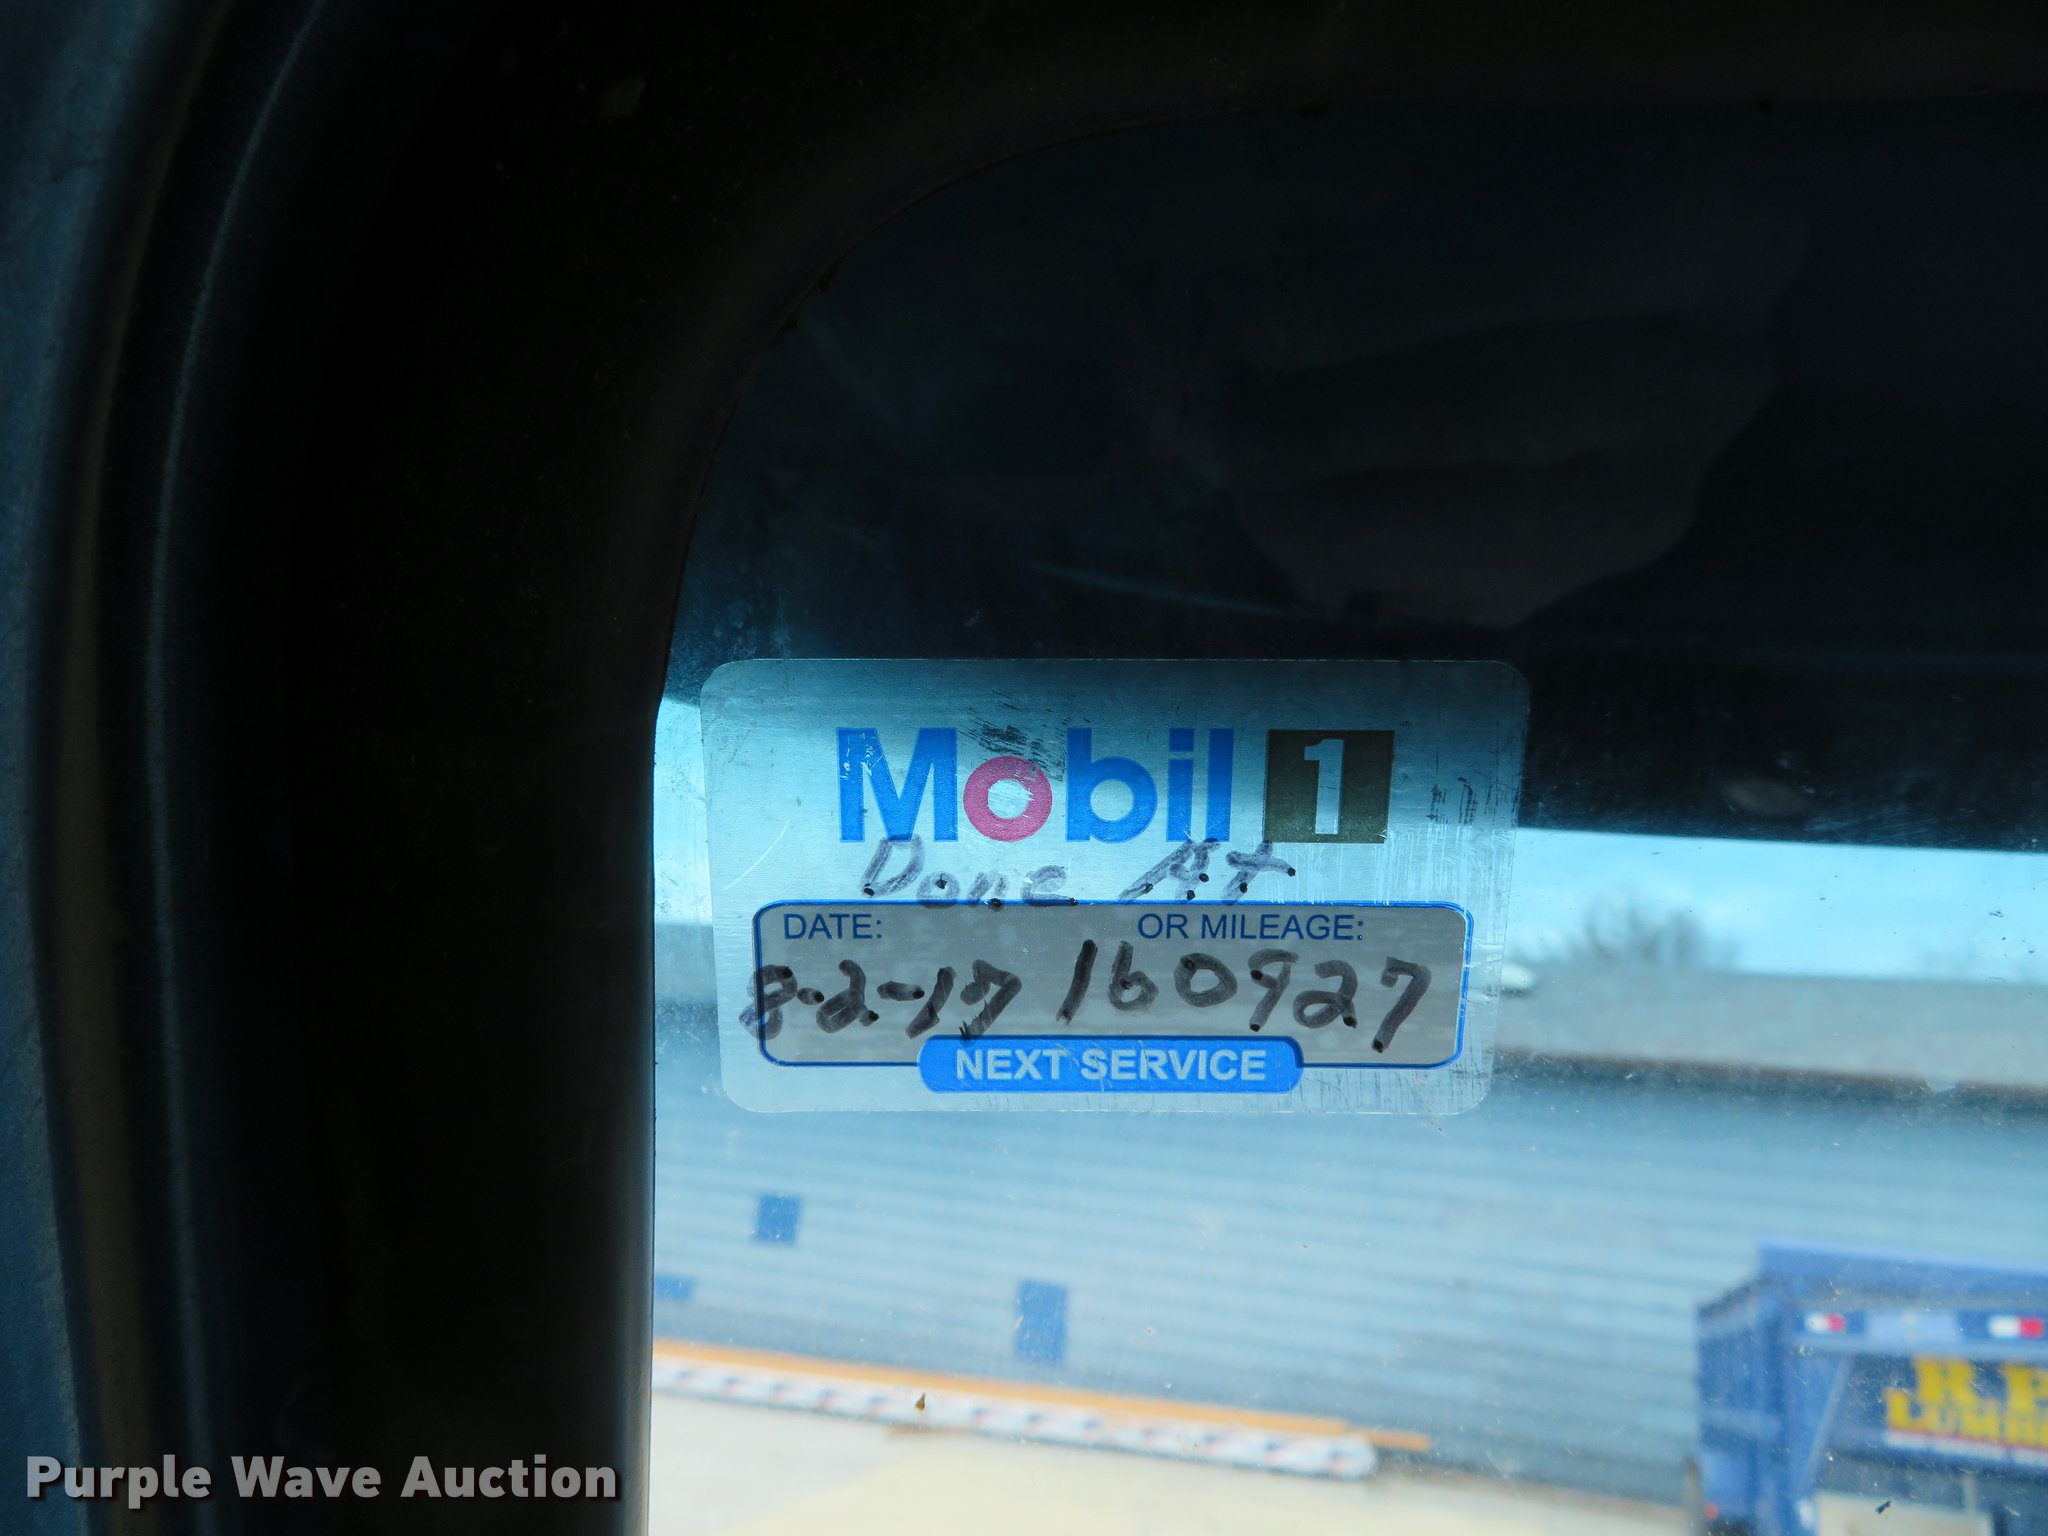 Mobil 1
Done At
DATE: OR MILEAGE:
8-2-17 160927
NEXT SERVICE
Purple Wave Auction